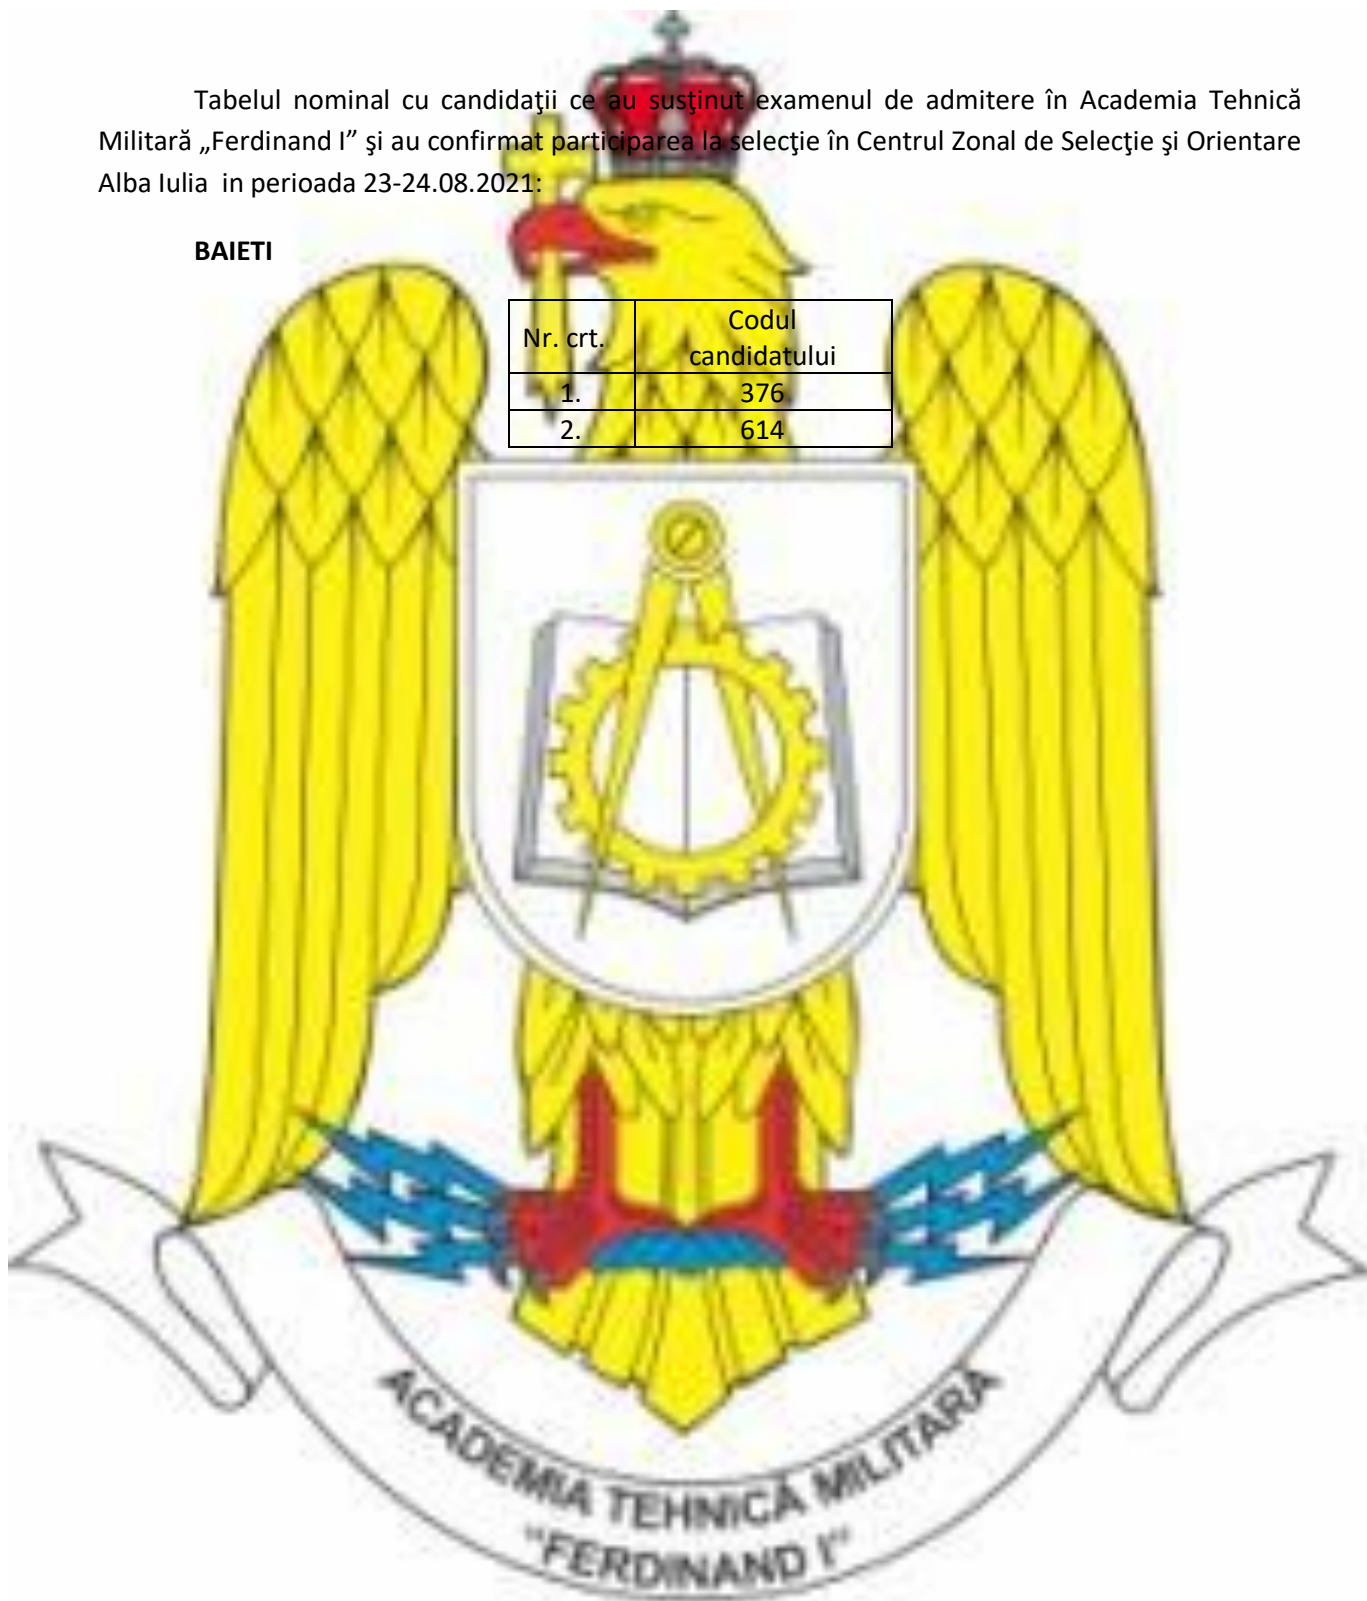 Tabelul nominal cu candidaţii ce au susţinut examenul de admitere în Academia Tehnică
Militară „Ferdinand I” şi au confirmat participarea la selecţie în Centrul Zonal de Selecţie şi Orientare
Alba Iulia in perioada 23-24.08.2021:
BAIETI
Nr. crt. Codul
candidatului
1. 376
2. 614
ACADEMIA TEHNICĂ MILITARĂ
"FERDINAND I"